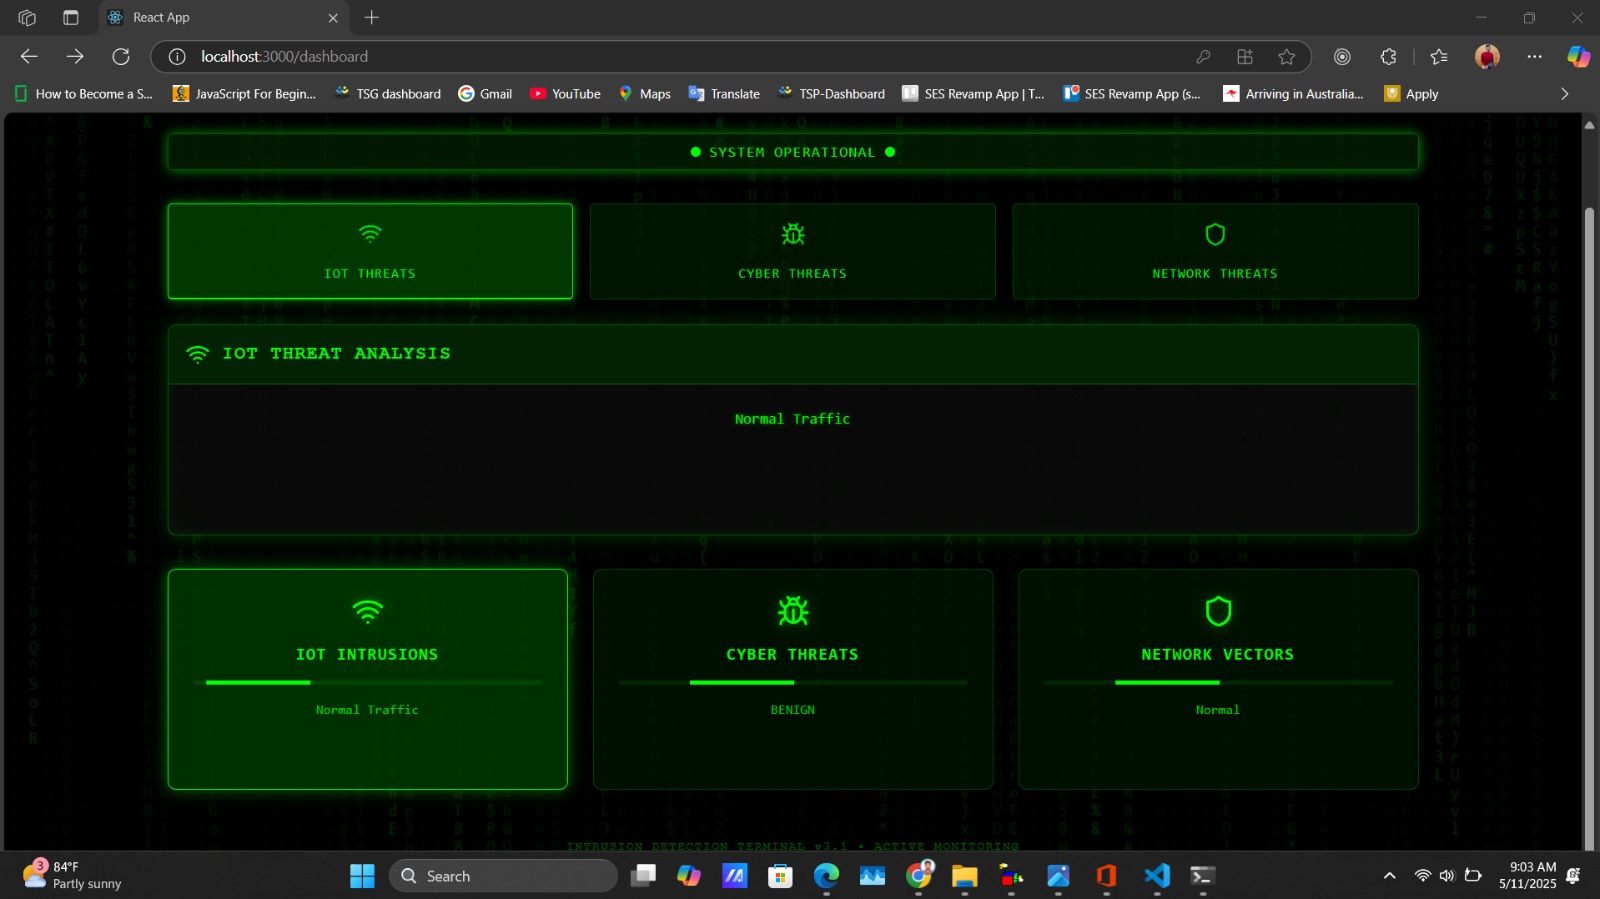 React App
localhost:3000/dashboard
How to Become a S...
JavaScript For Begin...
TSG dashboard
Gmail
YouTube
Maps
Translate
TSP-Dashboard
SES Revamp App | T...
SES Revamp App (s...
Arriving in Australia...
Apply
SYSTEM OPERATIONAL
IOT THREATS
CYBER THREATS
NETWORK THREATS
IOT THREAT ANALYSIS
Normal Traffic
IOT INTRUSIONS
CYBER THREATS
NETWORK VECTORS
Normal Traffic
BENIGN
Normal
INTRUSION DETECTION TERMINAL v3.1 • ACTIVE MONITORING
3
84°F
Partly sunny
Search
9:03 AM
5/11/2025